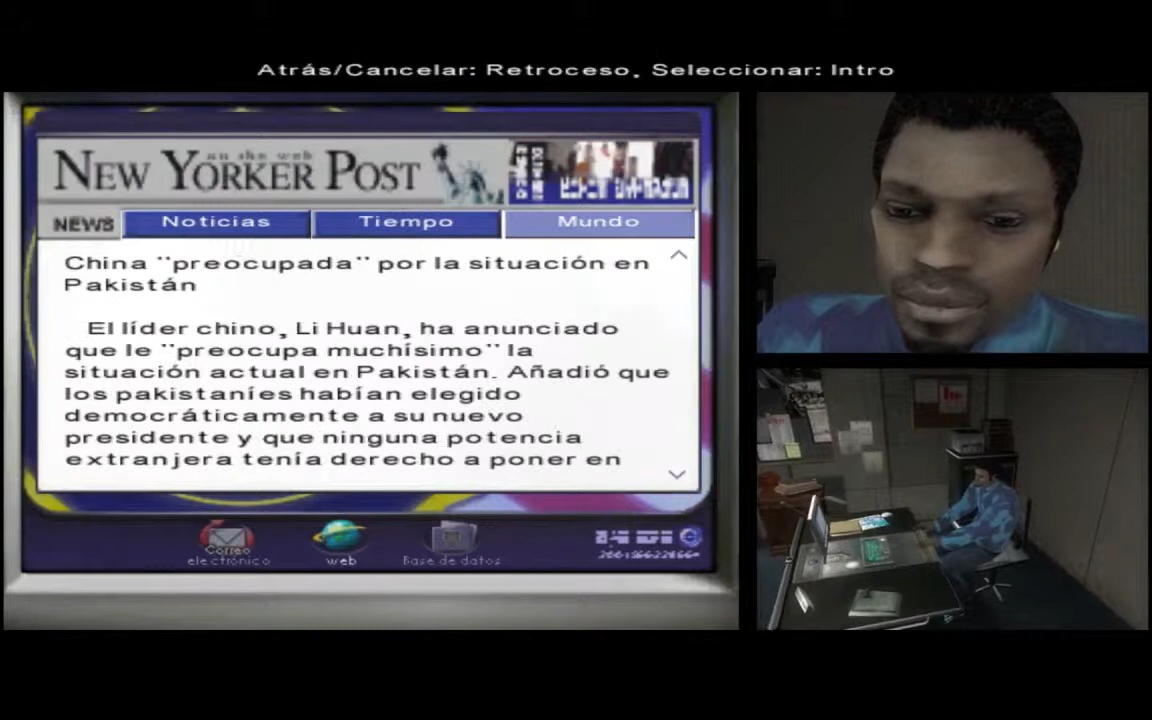 Atrás/Cancelar: Retroceso, Seleccionar: Intro
on the web
NEW YORKER POST
NEWS
Noticias
Tiempo
Mundo
China "preocupada" por la situación en
Pakistán
El líder chino, Li Huan, ha anunciado
que le "preocupa muchísimo" la
situación actual en Pakistán. Añadió que
los pakistaníes habían elegido
democráticamente a su nuevo
presidente y que ninguna potencia
extranjera tenía derecho a poner en
Correo
electrónico
web
Base de datos